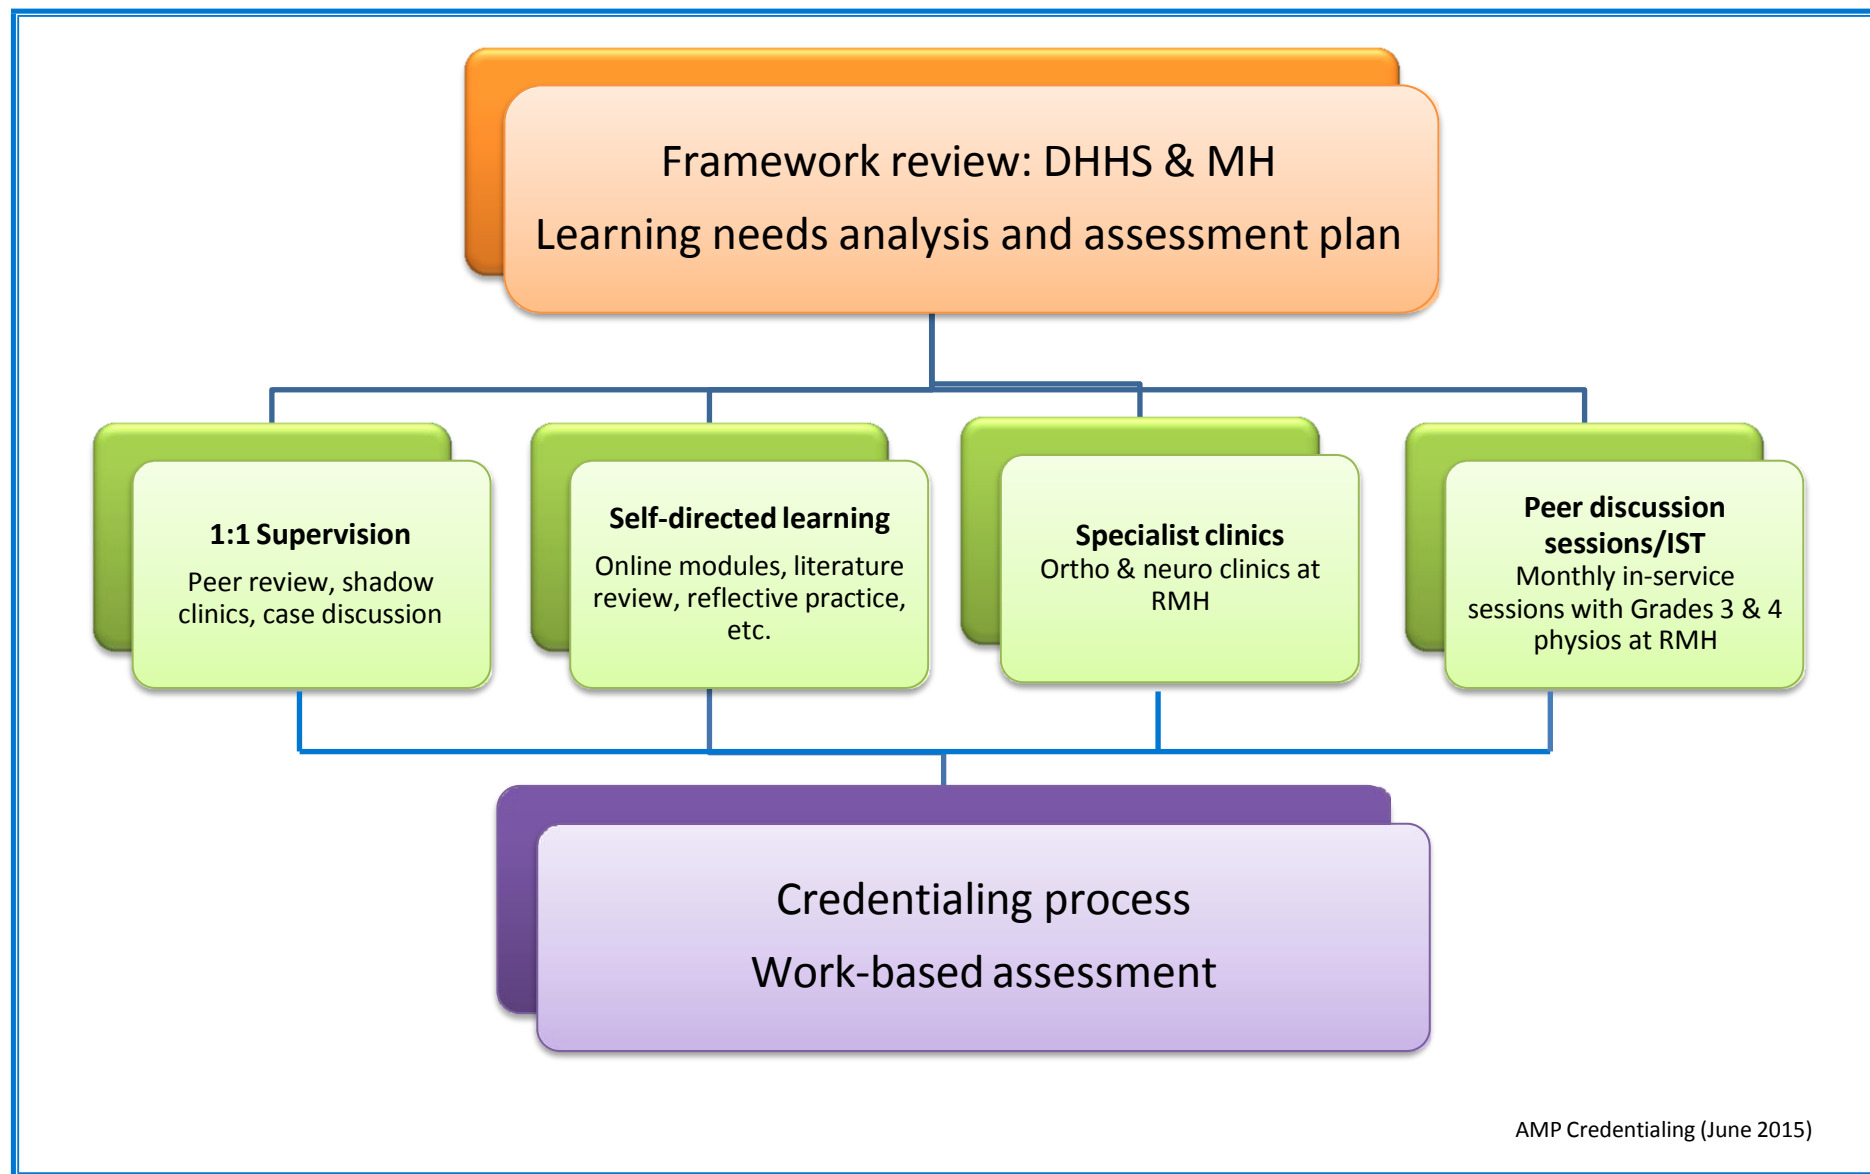 Framework review: DHHS & MH
Learning needs analysis and assessment plan
1:1 Supervision
Peer review, shadow
clinics, case discussion
Self-directed learning
Online modules, literature
review, reflective practice,
etc.
Specialist clinics
Ortho & neuro clinics at
RMH
Peer discussion
sessions/IST
Monthly in-service
sessions with Grades 3 & 4
physios at RMH
Credentialing process
Work-based assessment
AMP Credentialing (June 2015)